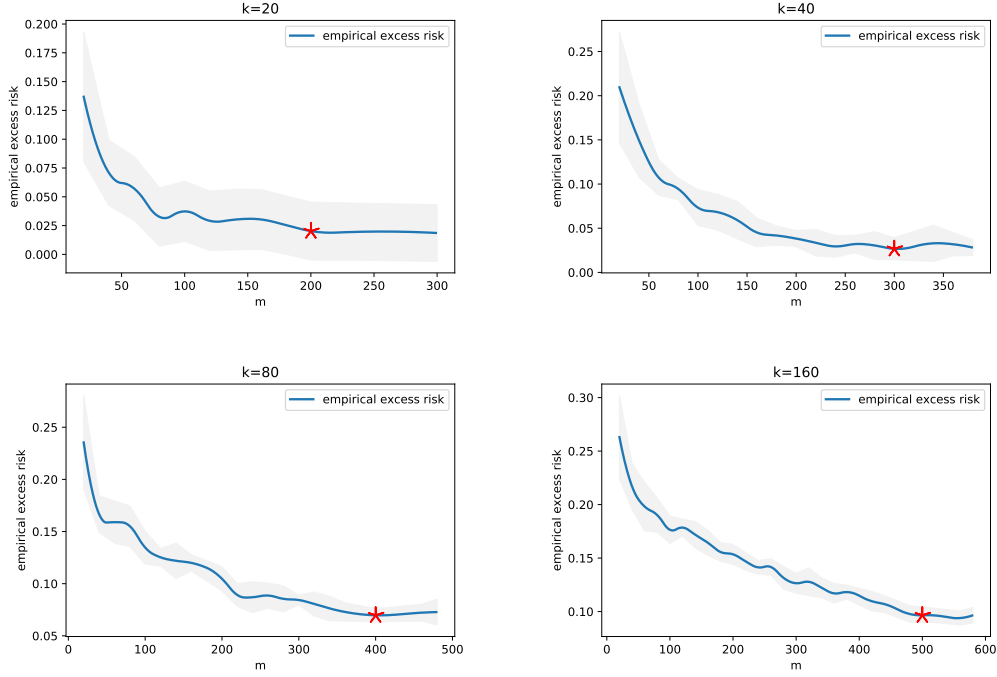 k=20
empirical excess risk
empirical excess risk
0.200
0.175
0.150
0.125
0.100
0.075
0.050
0.025
0.000
50 100 150 200 250 300
m
k=40
empirical excess risk
empirical excess risk
0.25
0.20
0.15
0.10
0.05
0.00
50 100 150 200 250 300 350
m
k=80
empirical excess risk
empirical excess risk
0.25
0.20
0.15
0.10
0.05
0 100 200 300 400 500
m
k=160
empirical excess risk
empirical excess risk
0.30
0.25
0.20
0.15
0.10
0 100 200 300 400 500 600
m